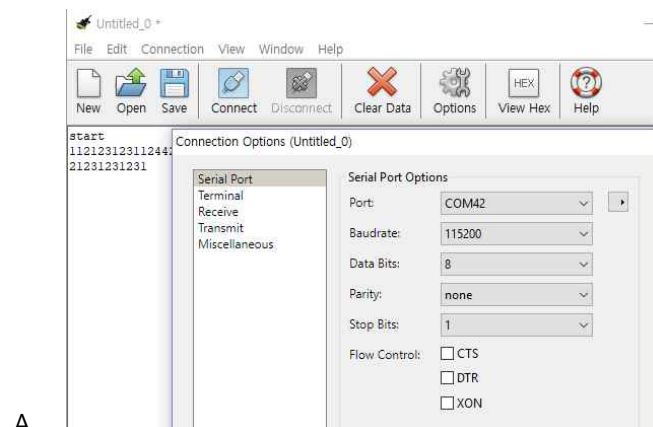 Untitled_0 *
File Edit Connection View Window Help
New Open Save Connect Disconnect Clear Data Options HEX View Hex Help
start
112123123112442
21231231231
Connection Options (Untitled_0)
Serial Port
Terminal
Receive
Transmit
Miscellaneous
Serial Port Options
Port: COM42
Baudrate: 115200
Data Bits: 8
Parity: none
Stop Bits: 1
Flow Control: CTS
DTR
XON
A